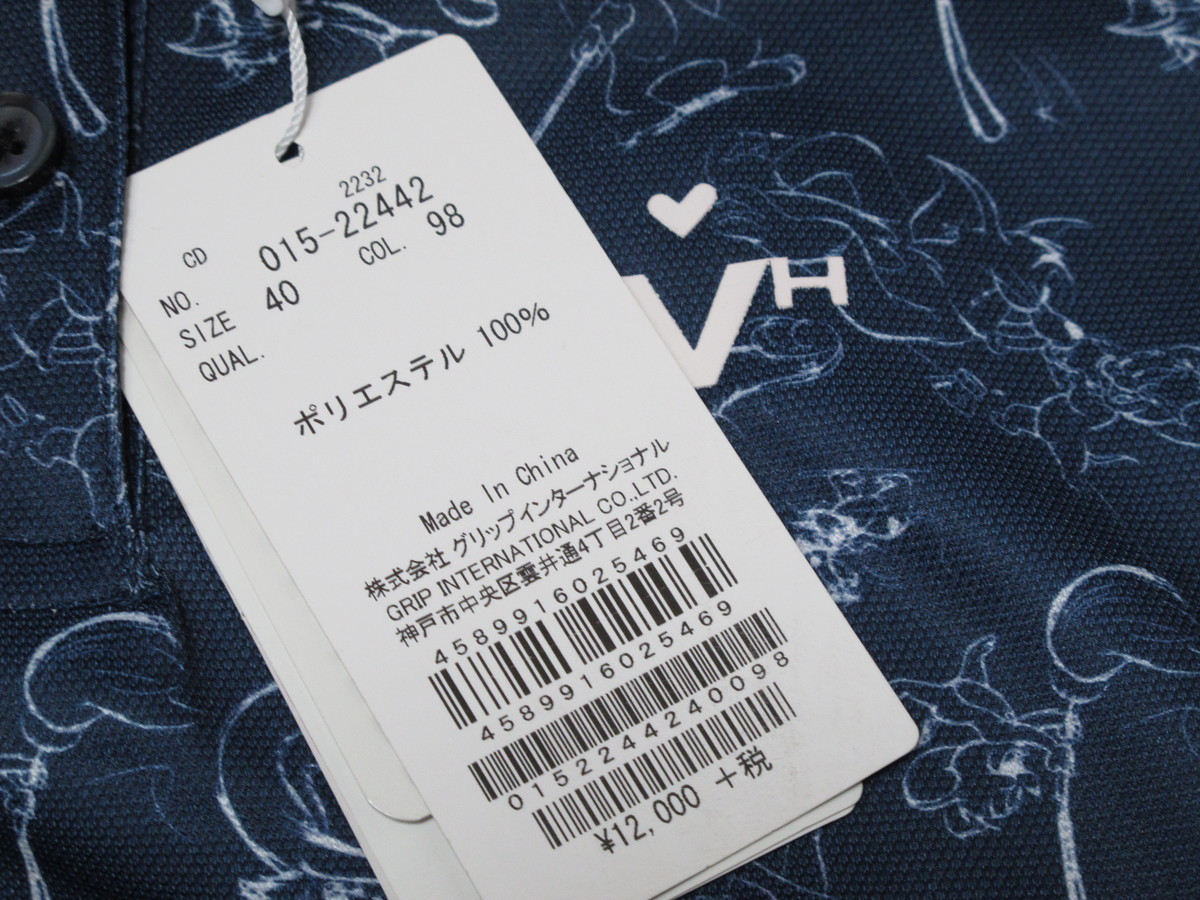 2232
CD
NO. 015-22442
SIZE 40 COL. 98
QUAL.
ポリエステル 100%
Made In China
株式会社 グリップインターナショナル
GRIP INTERNATIONAL CO.,LTD.
神戸市中央区雲井通4丁目2番2号
4589916025469
4589916025469
0152244240098
¥12,000 +税
V H